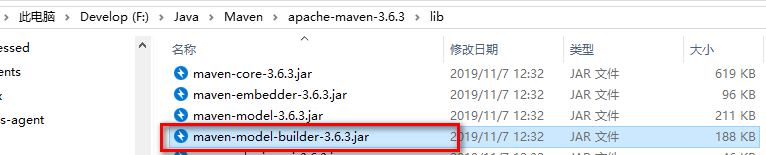 此电脑 > Develop (F:) > Java > Maven > apache-maven-3.6.3 > lib
名称 修改日期 类型 大小
essed
maven-core-3.6.3.jar 2019/11/7 12:32 JAR 文件 619 KB
ents
maven-embedder-3.6.3.jar 2019/11/7 12:32 JAR 文件 96 KB
x
maven-model-3.6.3.jar 2019/11/7 12:32 JAR 文件 211 KB
s-agent
maven-model-builder-3.6.3.jar 2019/11/7 12:32 JAR 文件 188 KB